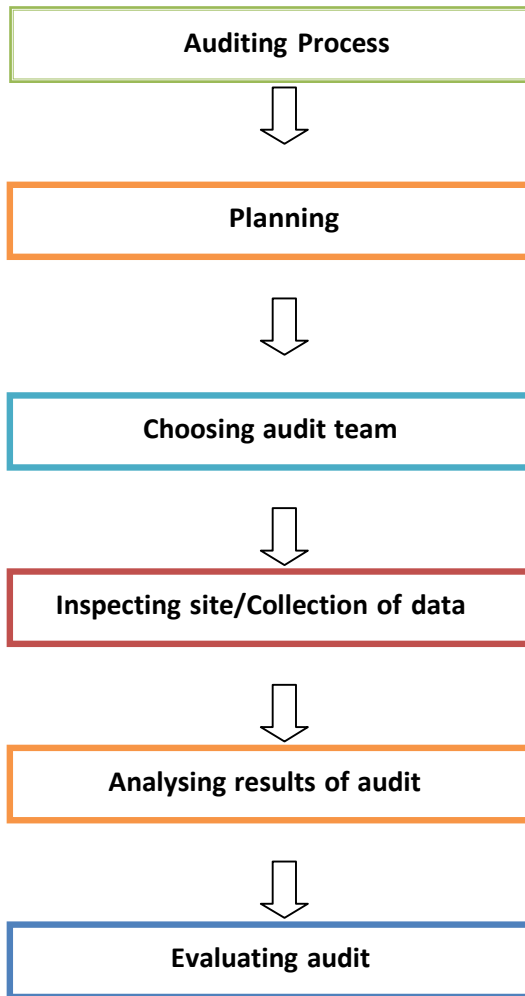 Auditing Process
Planning
Choosing audit team
Inspecting site/Collection of data
Analysing results of audit
Evaluating audit